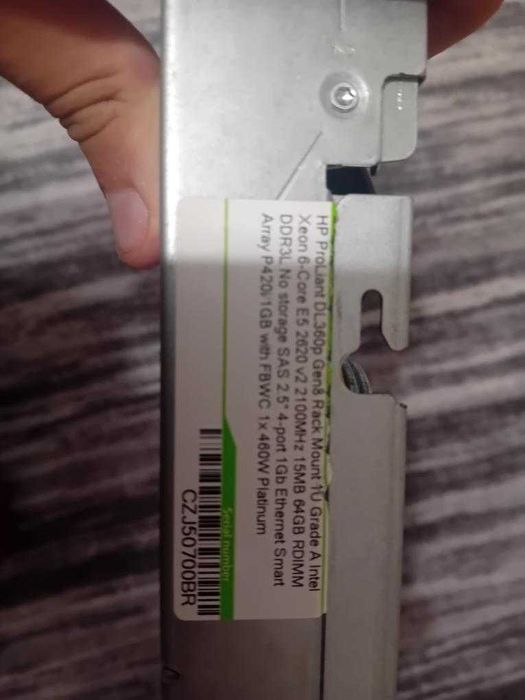 HP ProLiant DL360p Gen8 Rack Mount 1U Grade A Intel
Xeon 6-Core E5 2620 v2 2100MHz 15MB 64GB RDIMM
DDR3L No storage SAS 2.5" 4-port 1Gb Ethernet Smart
Array P420i/1GB with FBWC 1x 460W Platinum
Serial number
CZJ50700BR